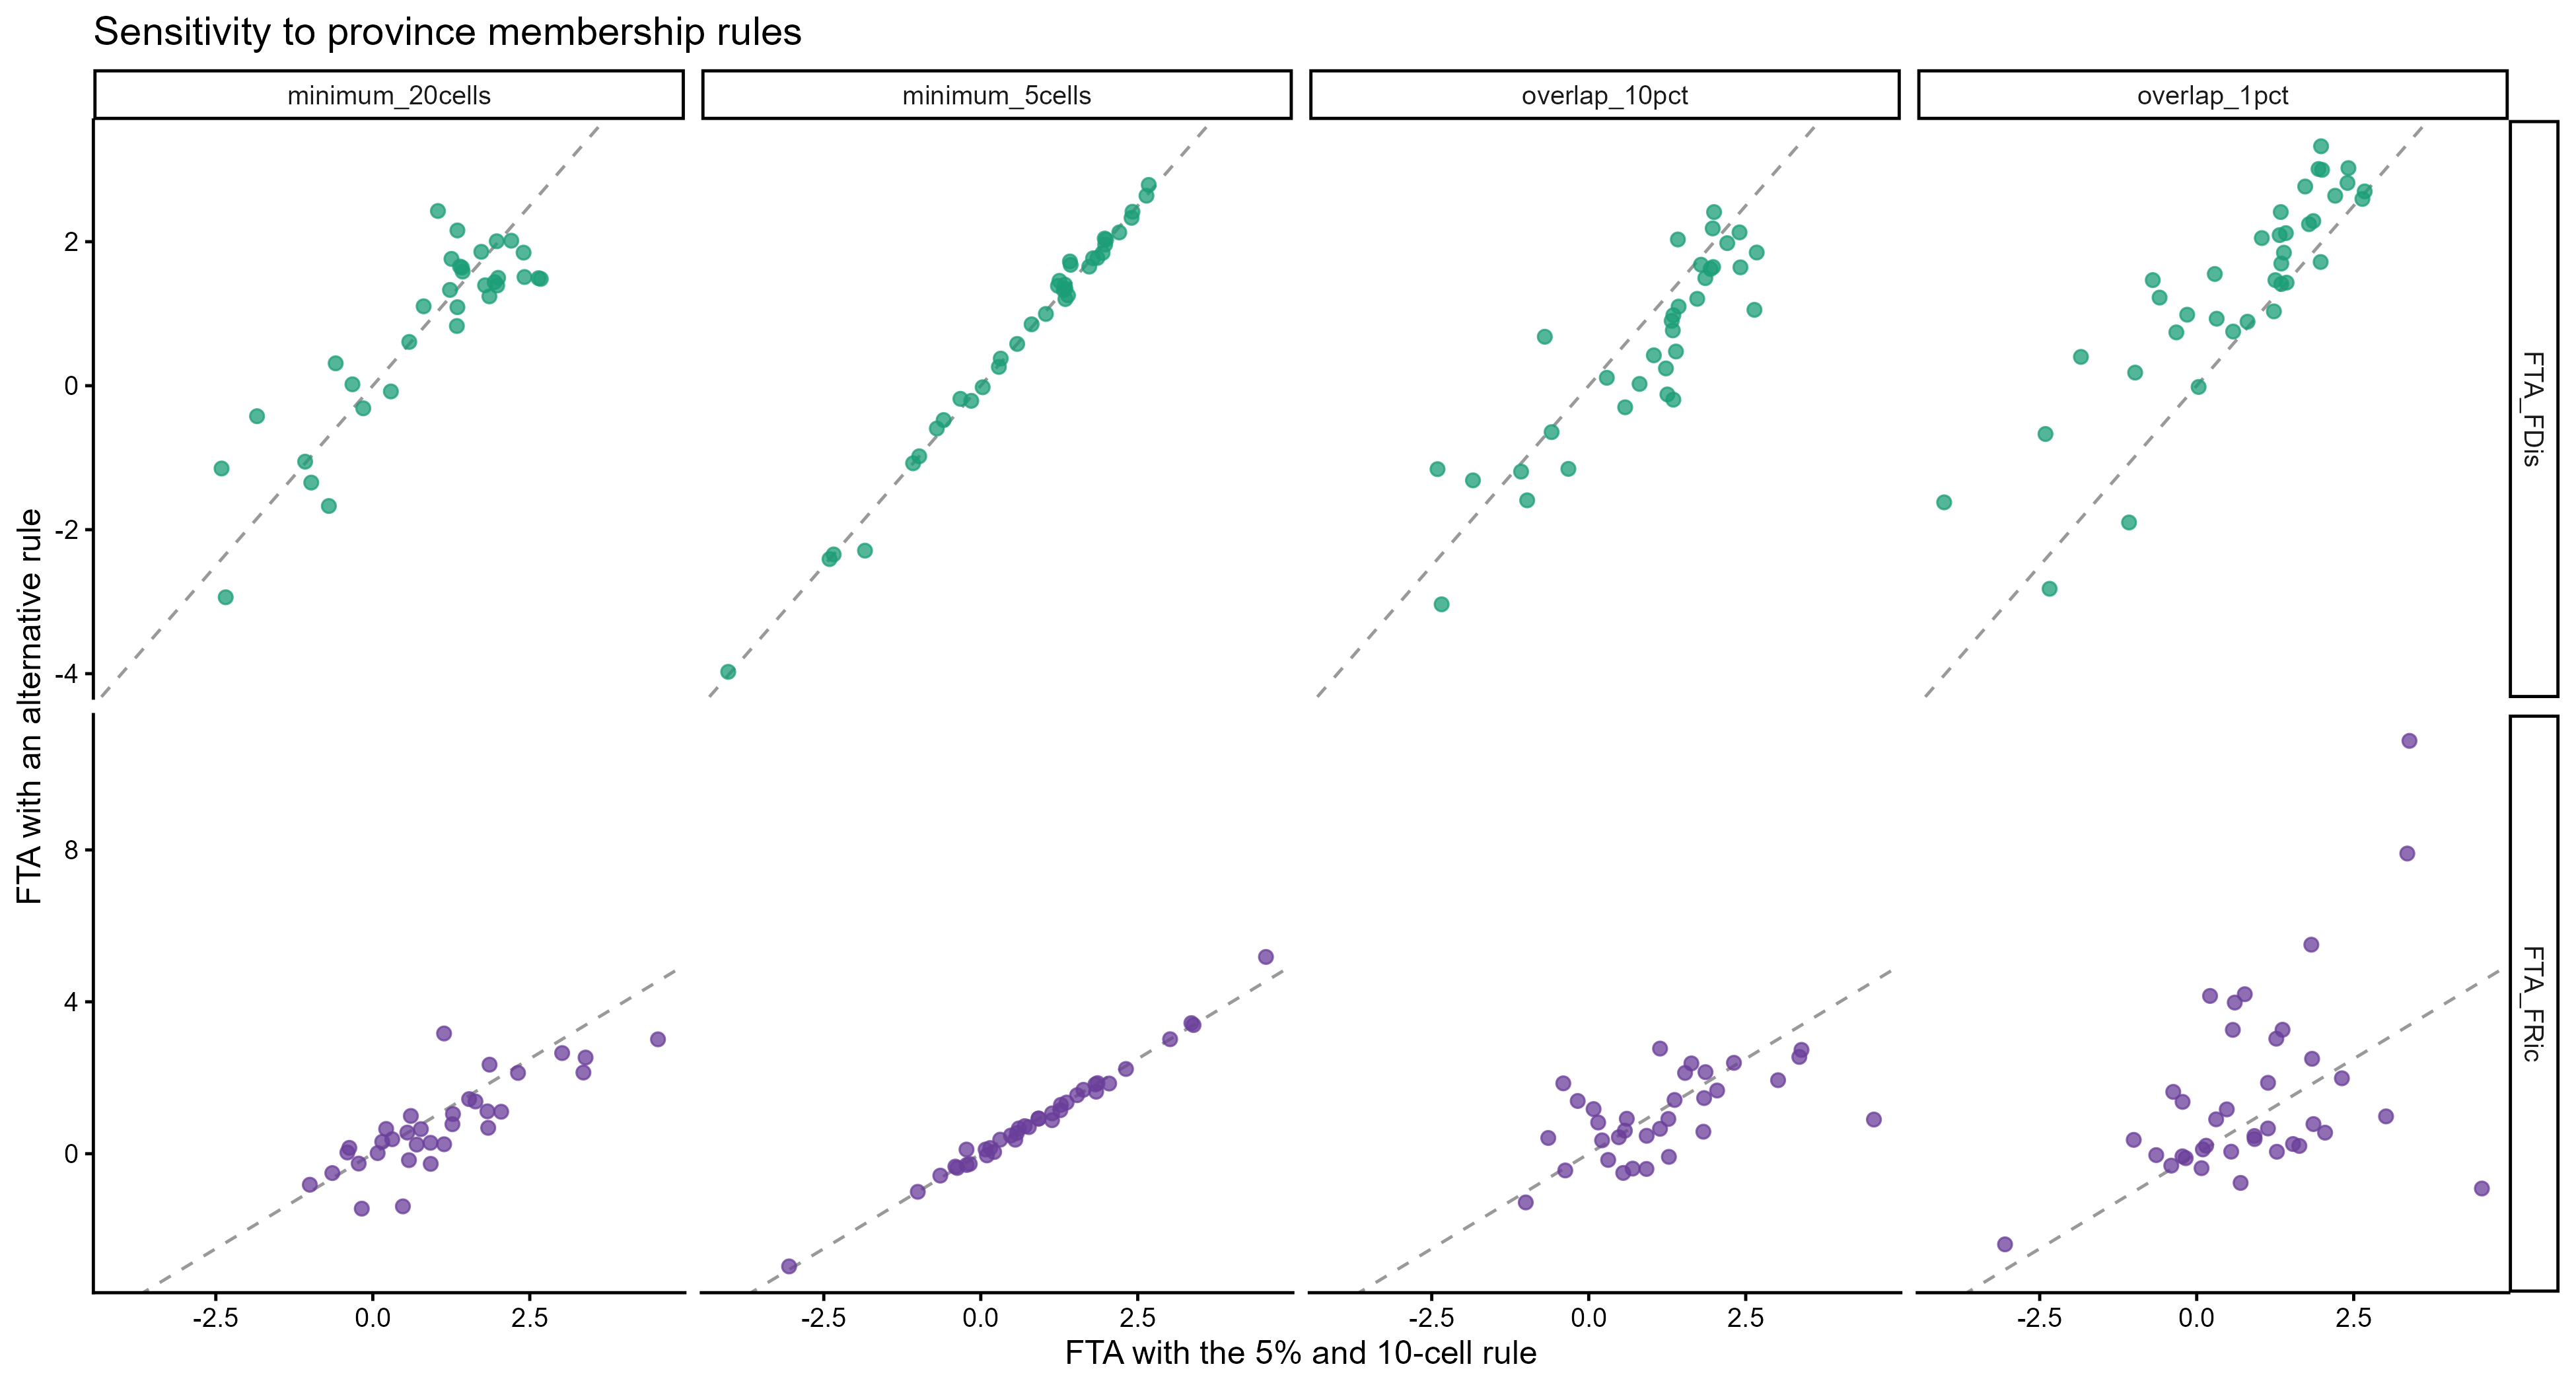 Sensitivity to province membership rules
minimum_20cells
minimum_5cells
overlap_10pct
overlap_1pct
FTA with an alternative rule
2
0
-2
-4
FTA_FDis
8
4
0
FTA_FRic
-2.5 0.0 2.5
-2.5 0.0 2.5
-2.5 0.0 2.5
-2.5 0.0 2.5
FTA with the 5% and 10-cell rule